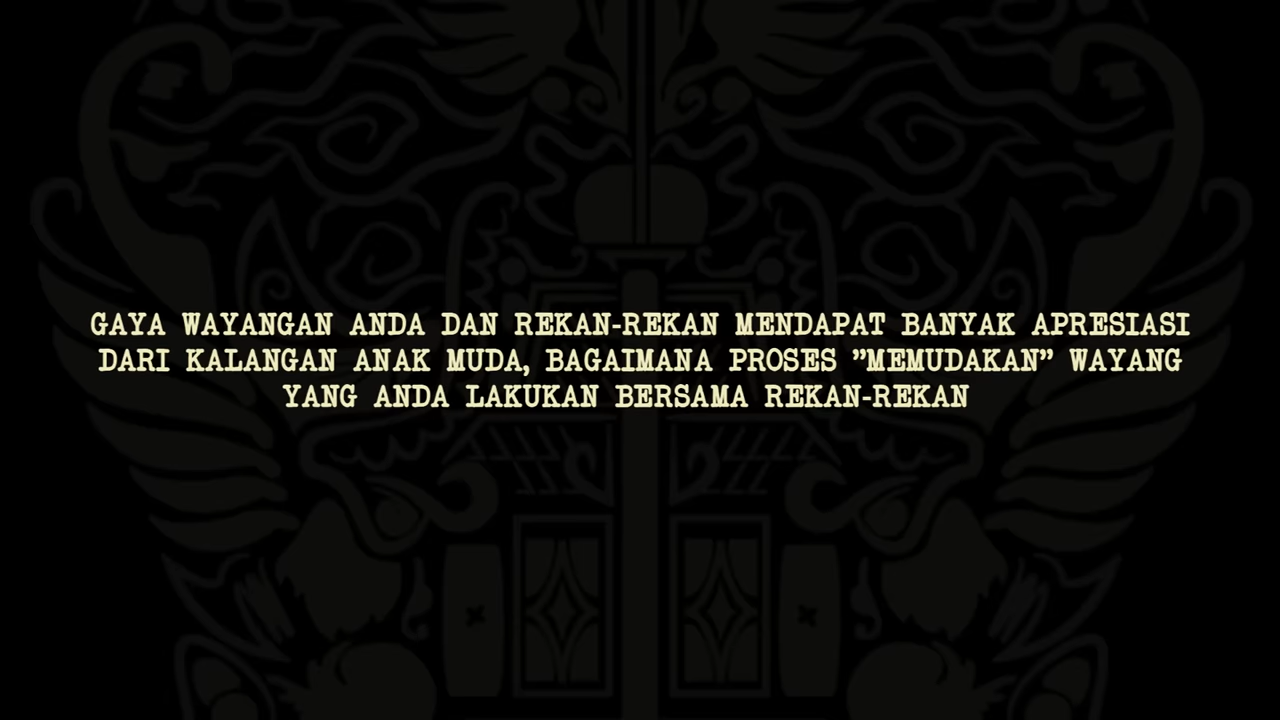 GAYA WAYANGAN ANDA DAN REKAN-REKAN MENDAPAT BANYAK APRESIASI
DARI KALANGAN ANAK MUDA, BAGAIMANA PROSES ”MEMUDAKAN” WAYANG
YANG ANDA LAKUKAN BERSAMA REKAN-REKAN